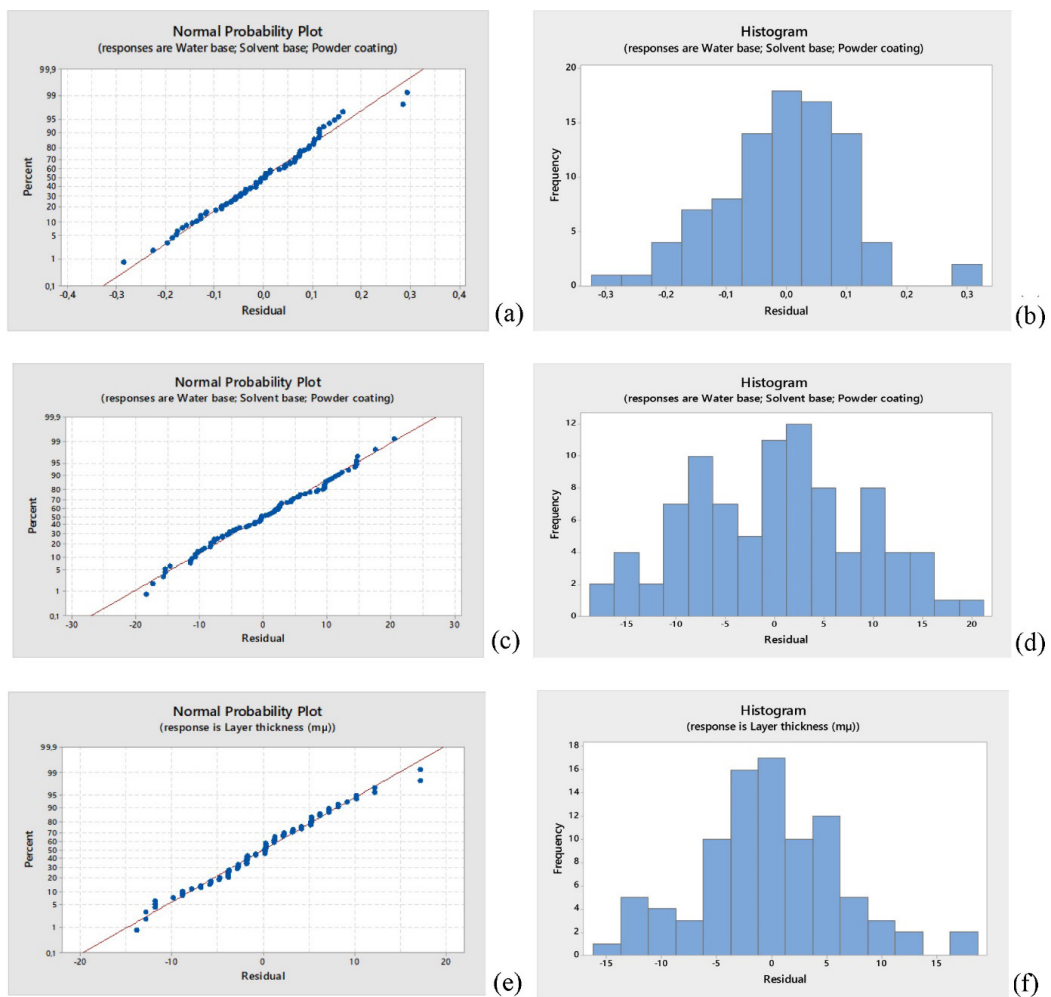 Normal Probability Plot
(responses are Water base; Solvent base; Powder coating)
99,9
99
95
90
80
70
60
50
40
30
20
10
5
1
0,1
Percent
-0,4 -0,3 -0,2 -0,1 0,0 0,1 0,2 0,3 0,4
Residual
(a)
Histogram
(responses are Water base; Solvent base; Powder coating)
20
15
10
5
0
Frequency
-0,3 -0,2 -0,1 0,0 0,1 0,2 0,3
Residual
(b)
Normal Probability Plot
(responses are Water base; Solvent base; Powder coating)
99,9
99
95
90
80
70
60
50
40
30
20
10
5
1
0,1
Percent
-30 -20 -10 0 10 20 30
Residual
(c)
Histogram
(responses are Water base; Solvent base; Powder coating)
12
10
8
6
4
2
0
Frequency
-15 -10 -5 0 5 10 15 20
Residual
(d)
Normal Probability Plot
(response is Layer thickness (mμ))
99,9
99
95
90
80
70
60
50
40
30
20
10
5
1
0,1
Percent
-20 -10 0 10 20
Residual
(e)
Histogram
(response is Layer thickness (mμ))
18
16
14
12
10
8
6
4
2
0
Frequency
-15 -10 -5 0 5 10 15
Residual
(f)